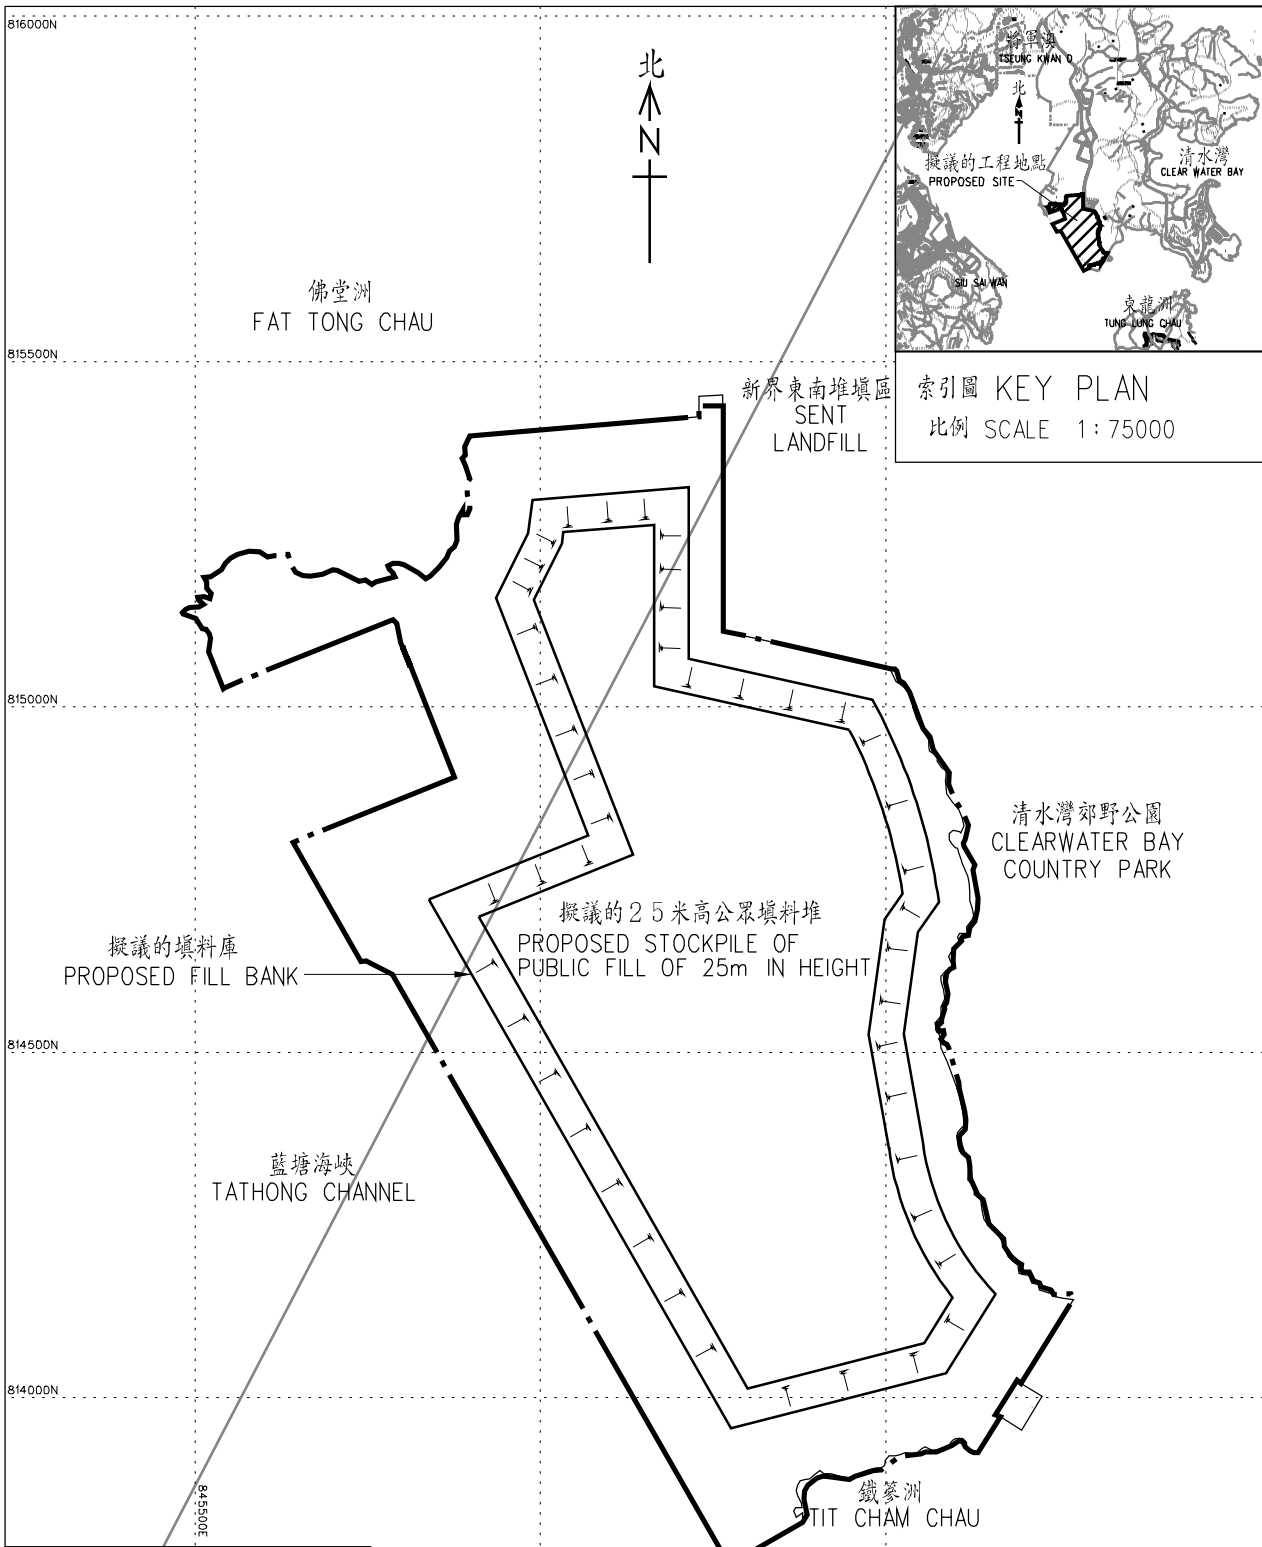 816000N
北
N
將軍澳
TSEUNG KWAN O
北
N
擬議的工程地點
PROPOSED SITE
清水灣
CLEAR WATER BAY
SIU SAI WAN
東龍洲
TUNG LUNG CHAU
佛堂洲
FAT TONG CHAU
815500N
新界東南堆填區
SENT
LANDFILL
索引圖 KEY PLAN
比例 SCALE 1:75000
815000N
清水灣郊野公園
CLEARWATER BAY
COUNTRY PARK
擬議的25米高公眾填料堆
PROPOSED STOCKPILE OF
PUBLIC FILL OF 25m IN HEIGHT
擬議的填料庫
PROPOSED FILL BANK
814500N
藍塘海峽
TATHONG CHANNEL
814000N
845500E
鐵篸洲
TIT CHAM CHAU